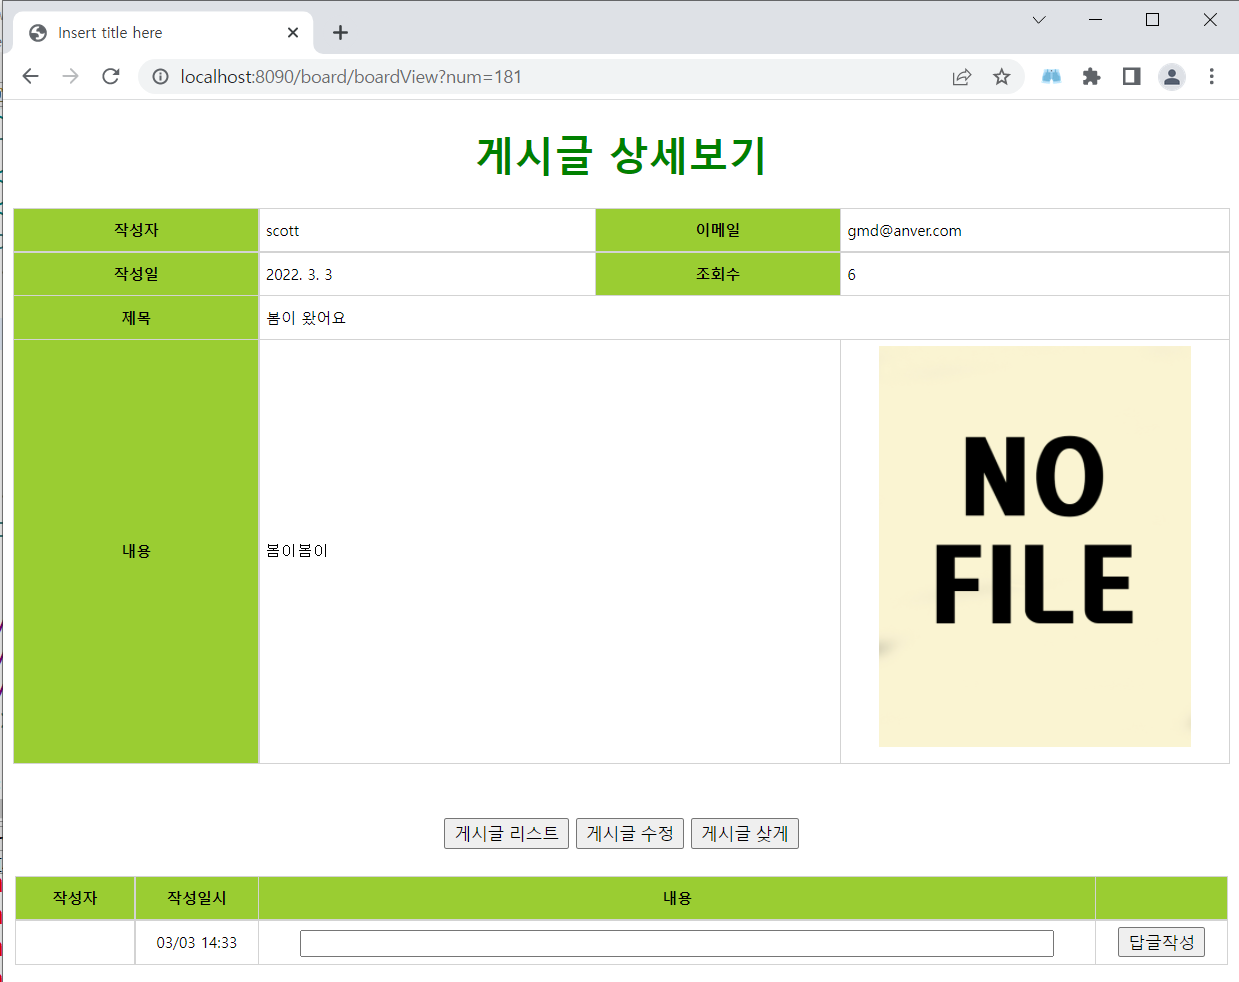 Insert title here
localhost:8090/board/boardView?num=181
게시글 상세보기
작성자 scott 이메일 gmd@anver.com
작성일 2022. 3. 3 조회수 6
제목 봄이 왔어요
내용 봄이봄이
NO
FILE
게시글 리스트 게시글 수정 게시글 삮게
작성자 작성일시 내용
03/03 14:33 답글작성